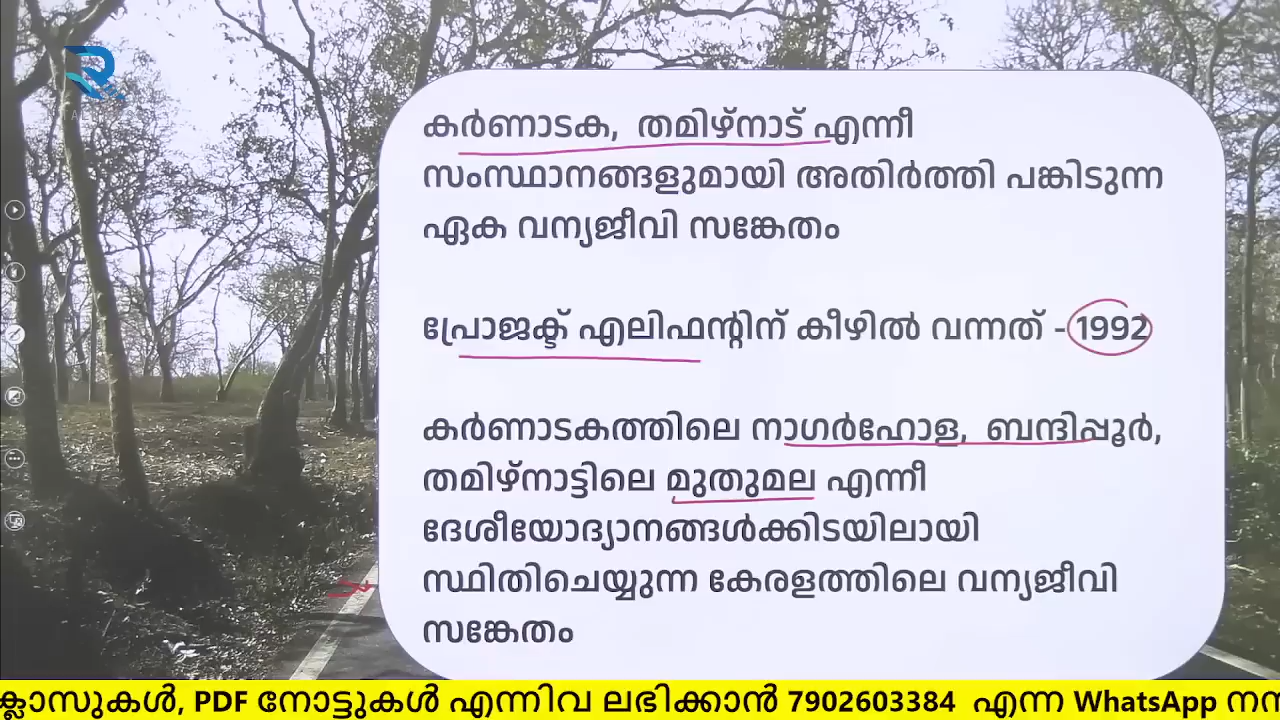 കർണാടക, തമിഴ്നാട് എന്നീ
സംസ്ഥാനങ്ങളുമായി അതിർത്തി പങ്കിടുന്ന
ഏക വന്യജീവി സങ്കേതം
പ്രോജക്ട് എലിഫന്റിന് കീഴിൽ വന്നത് - 1992
കർണാടകത്തിലെ നാഗർഹോള, ബന്ദിപ്പൂർ,
തമിഴ്നാട്ടിലെ മുതുമല എന്നീ
ദേശീയോദ്യാനങ്ങൾക്കിടയിലായി
സ്ഥിതിചെയ്യുന്ന കേരളത്തിലെ വന്യജീവി
സങ്കേതം
ക്ലാസുകൾ, PDF നോട്ടുകൾ എന്നിവ ലഭിക്കാൻ 7902603384 എന്ന WhatsApp